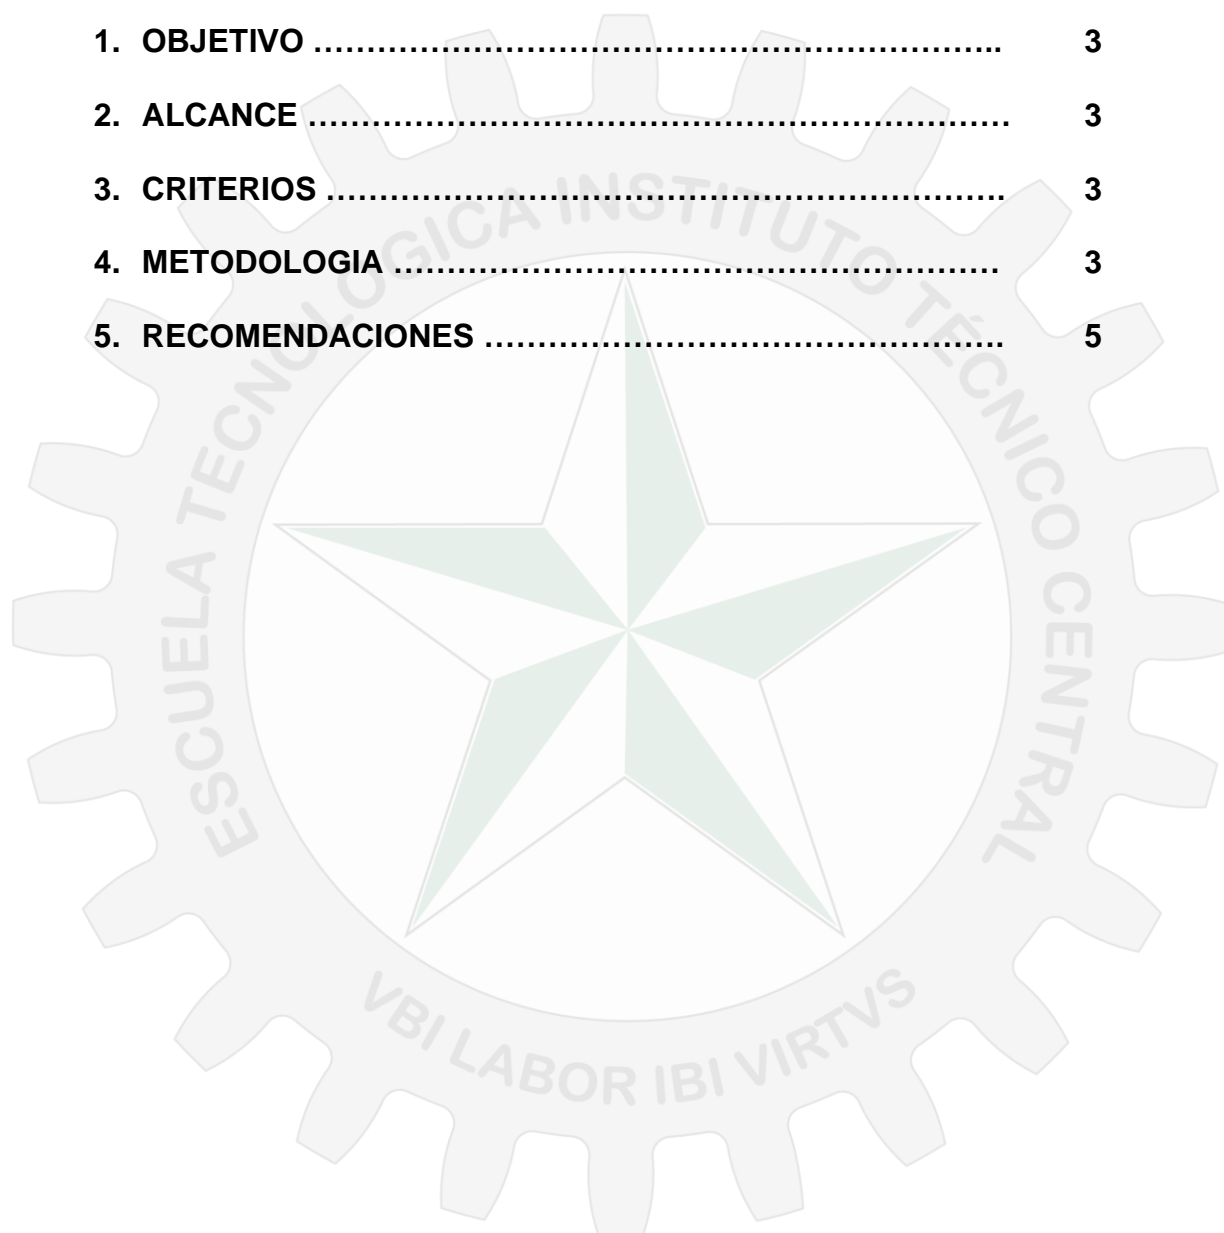 1. OBJETIVO ……………………………………………………….. 3
2. ALCANCE ………………………………………………………… 3
3. CRITERIOS ………………………………………………………. 3
4. METODOLOGIA ………………………………………………… 3
5. RECOMENDACIONES …………………………………………. 5
ESCUELA TECNOLOGICA INSTITUTO TÉCNICO CENTRAL
VBI LABOR IBI VIRTVS